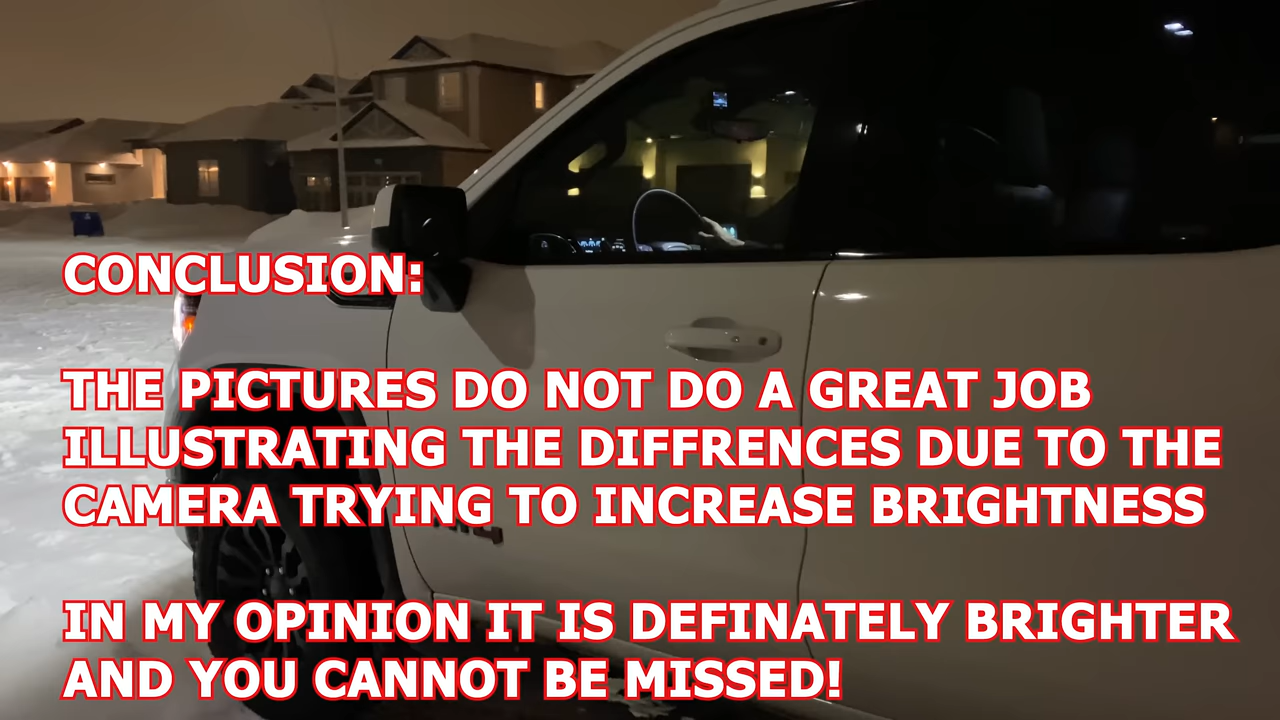 CONCLUSION:
THE PICTURES DO NOT DO A GREAT JOB
ILLUSTRATING THE DIFFRENCES DUE TO THE
CAMERA TRYING TO INCREASE BRIGHTNESS
IN MY OPINION IT IS DEFINATELY BRIGHTER
AND YOU CANNOT BE MISSED!